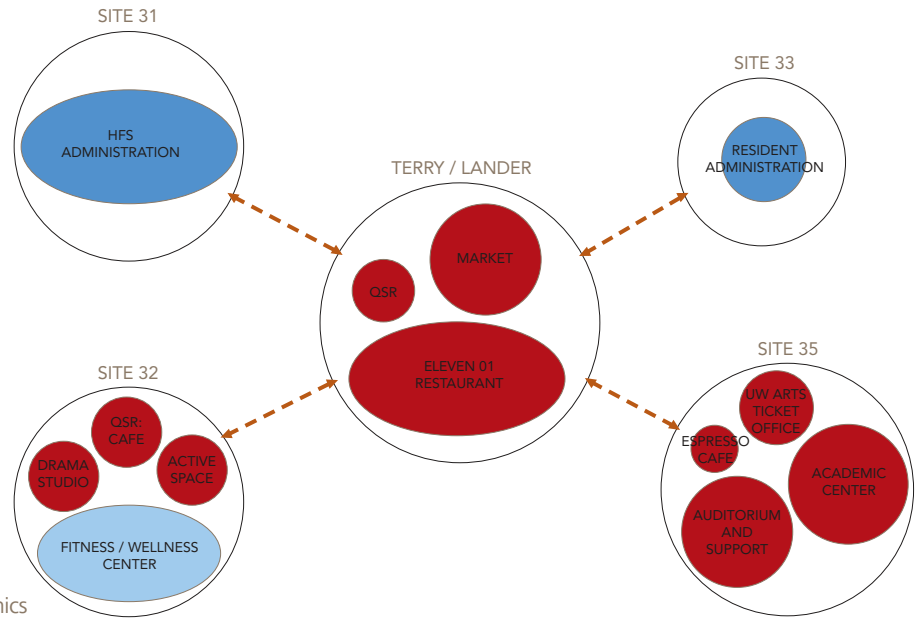 SITE 31
HFS
ADMINISTRATION
SITE 33
RESIDENT
ADMINISTRATION
TERRY / LANDER
MARKET
QSR
ELEVEN 01
RESTAURANT
SITE 32
QSR:
CAFE
DRAMA
STUDIO
ACTIVE
SPACE
FITNESS / WELLNESS
CENTER
SITE 35
UW ARTS
TICKET
OFFICE
ESPRESSO
CAFE
ACADEMIC
CENTER
AUDITORIUM
AND
SUPPORT